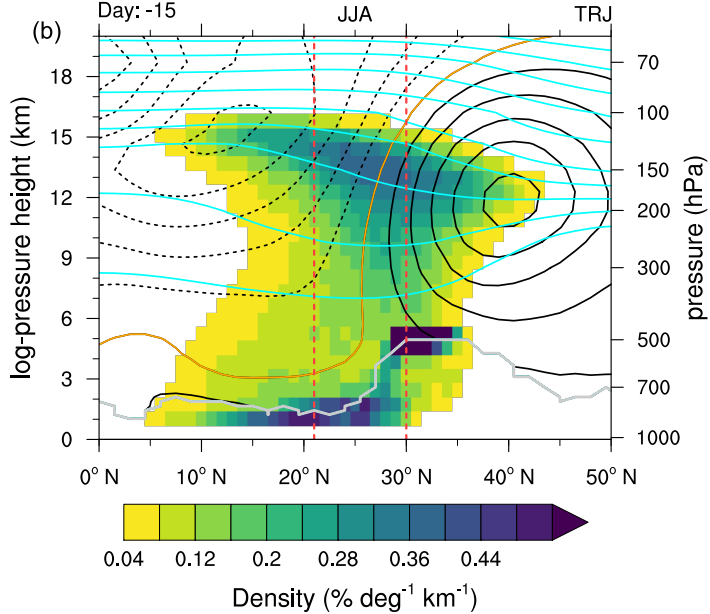 Day: -15 JJA TRJ
(b)
log-pressure height (km)
18
15
12
9
6
3
0
70
100
150
200
300
400
500
700
1000
pressure (hPa)
0° N 10° N 20° N 30° N 40° N 50° N
0.04 0.12 0.2 0.28 0.36 0.44
Density (% deg⁻¹ km⁻¹)